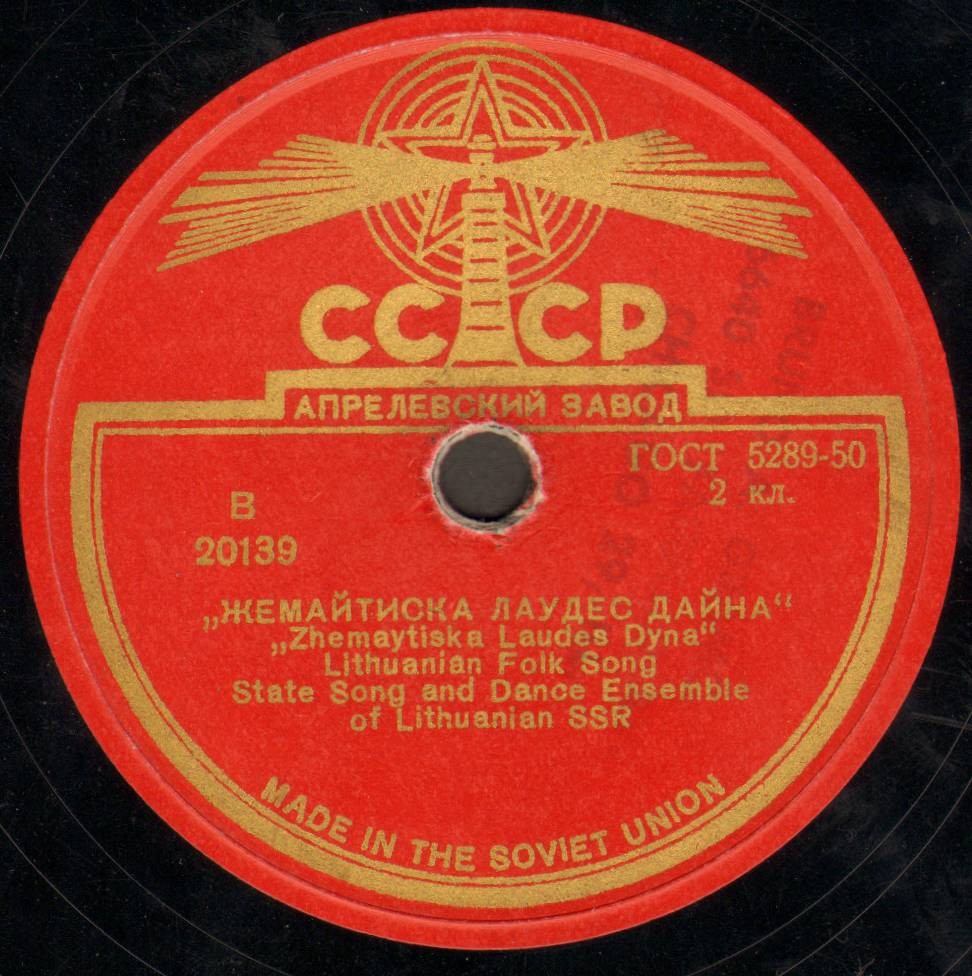 СССР
АПРЕЛЕВСКИЙ ЗАВОД
ГОСТ 5289-50
2 кл.
В
20139
„ЖЕМАЙТИСКА ЛАУДЕС ДАЙНА“
„Zhemaytiska Laudes Dyna“
Lithuanian Folk Song
State Song and Dance Ensemble
of Lithuanian SSR
MADE IN THE SOVIET UNION